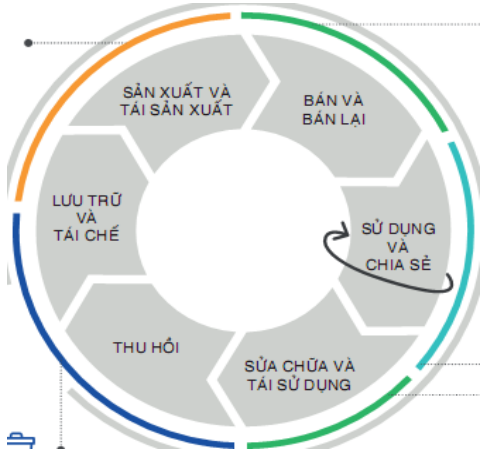 SẢN XUẤT VÀ
TÁI SẢN XUẤT
BÁN VÀ
BÁN LẠI
SỬ DỤNG
VÀ
CHIA SẺ
SỬA CHỮA VÀ
TÁI SỬ DỤNG
THU HỒI
LƯU TRỮ
VÀ
TÁI CHẾ